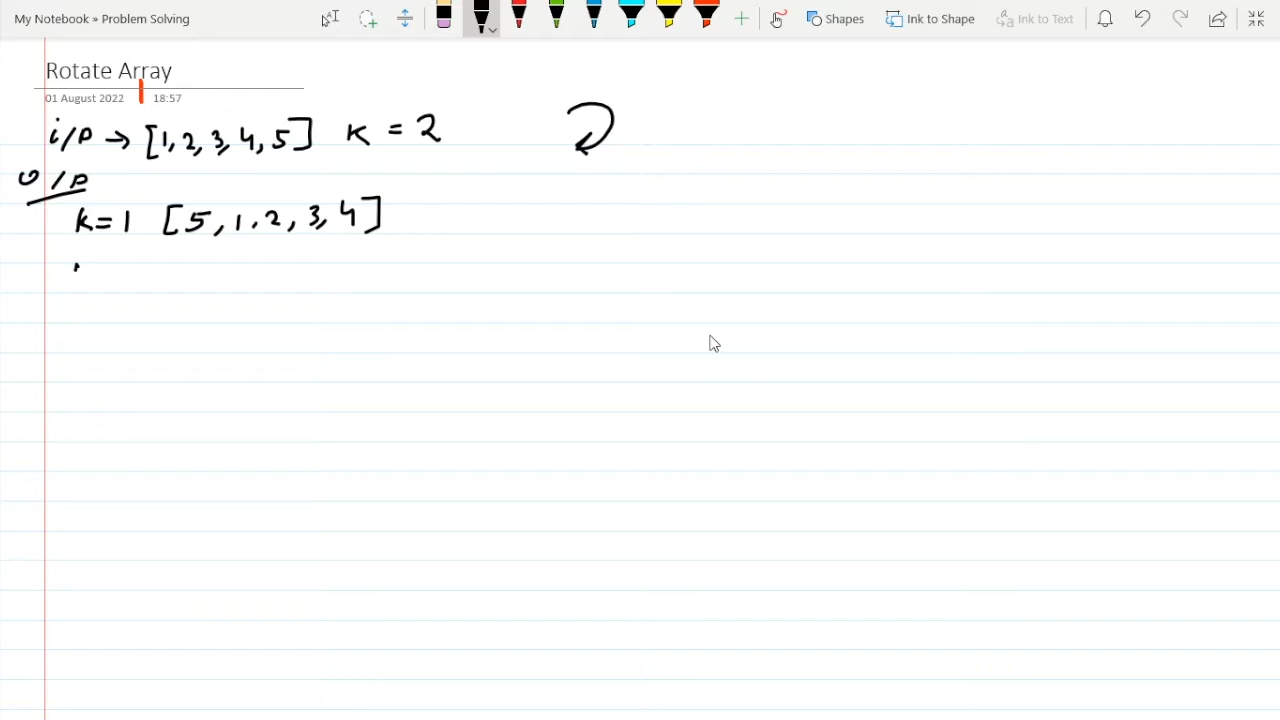 My Notebook » Problem Solving
Shapes
Ink to Shape
Ink to Text
Rotate Array
01 August 2022 18:57
i/p → [1, 2, 3, 4, 5] K = 2
O/P
K=1 [5, 1, 2, 3, 4]